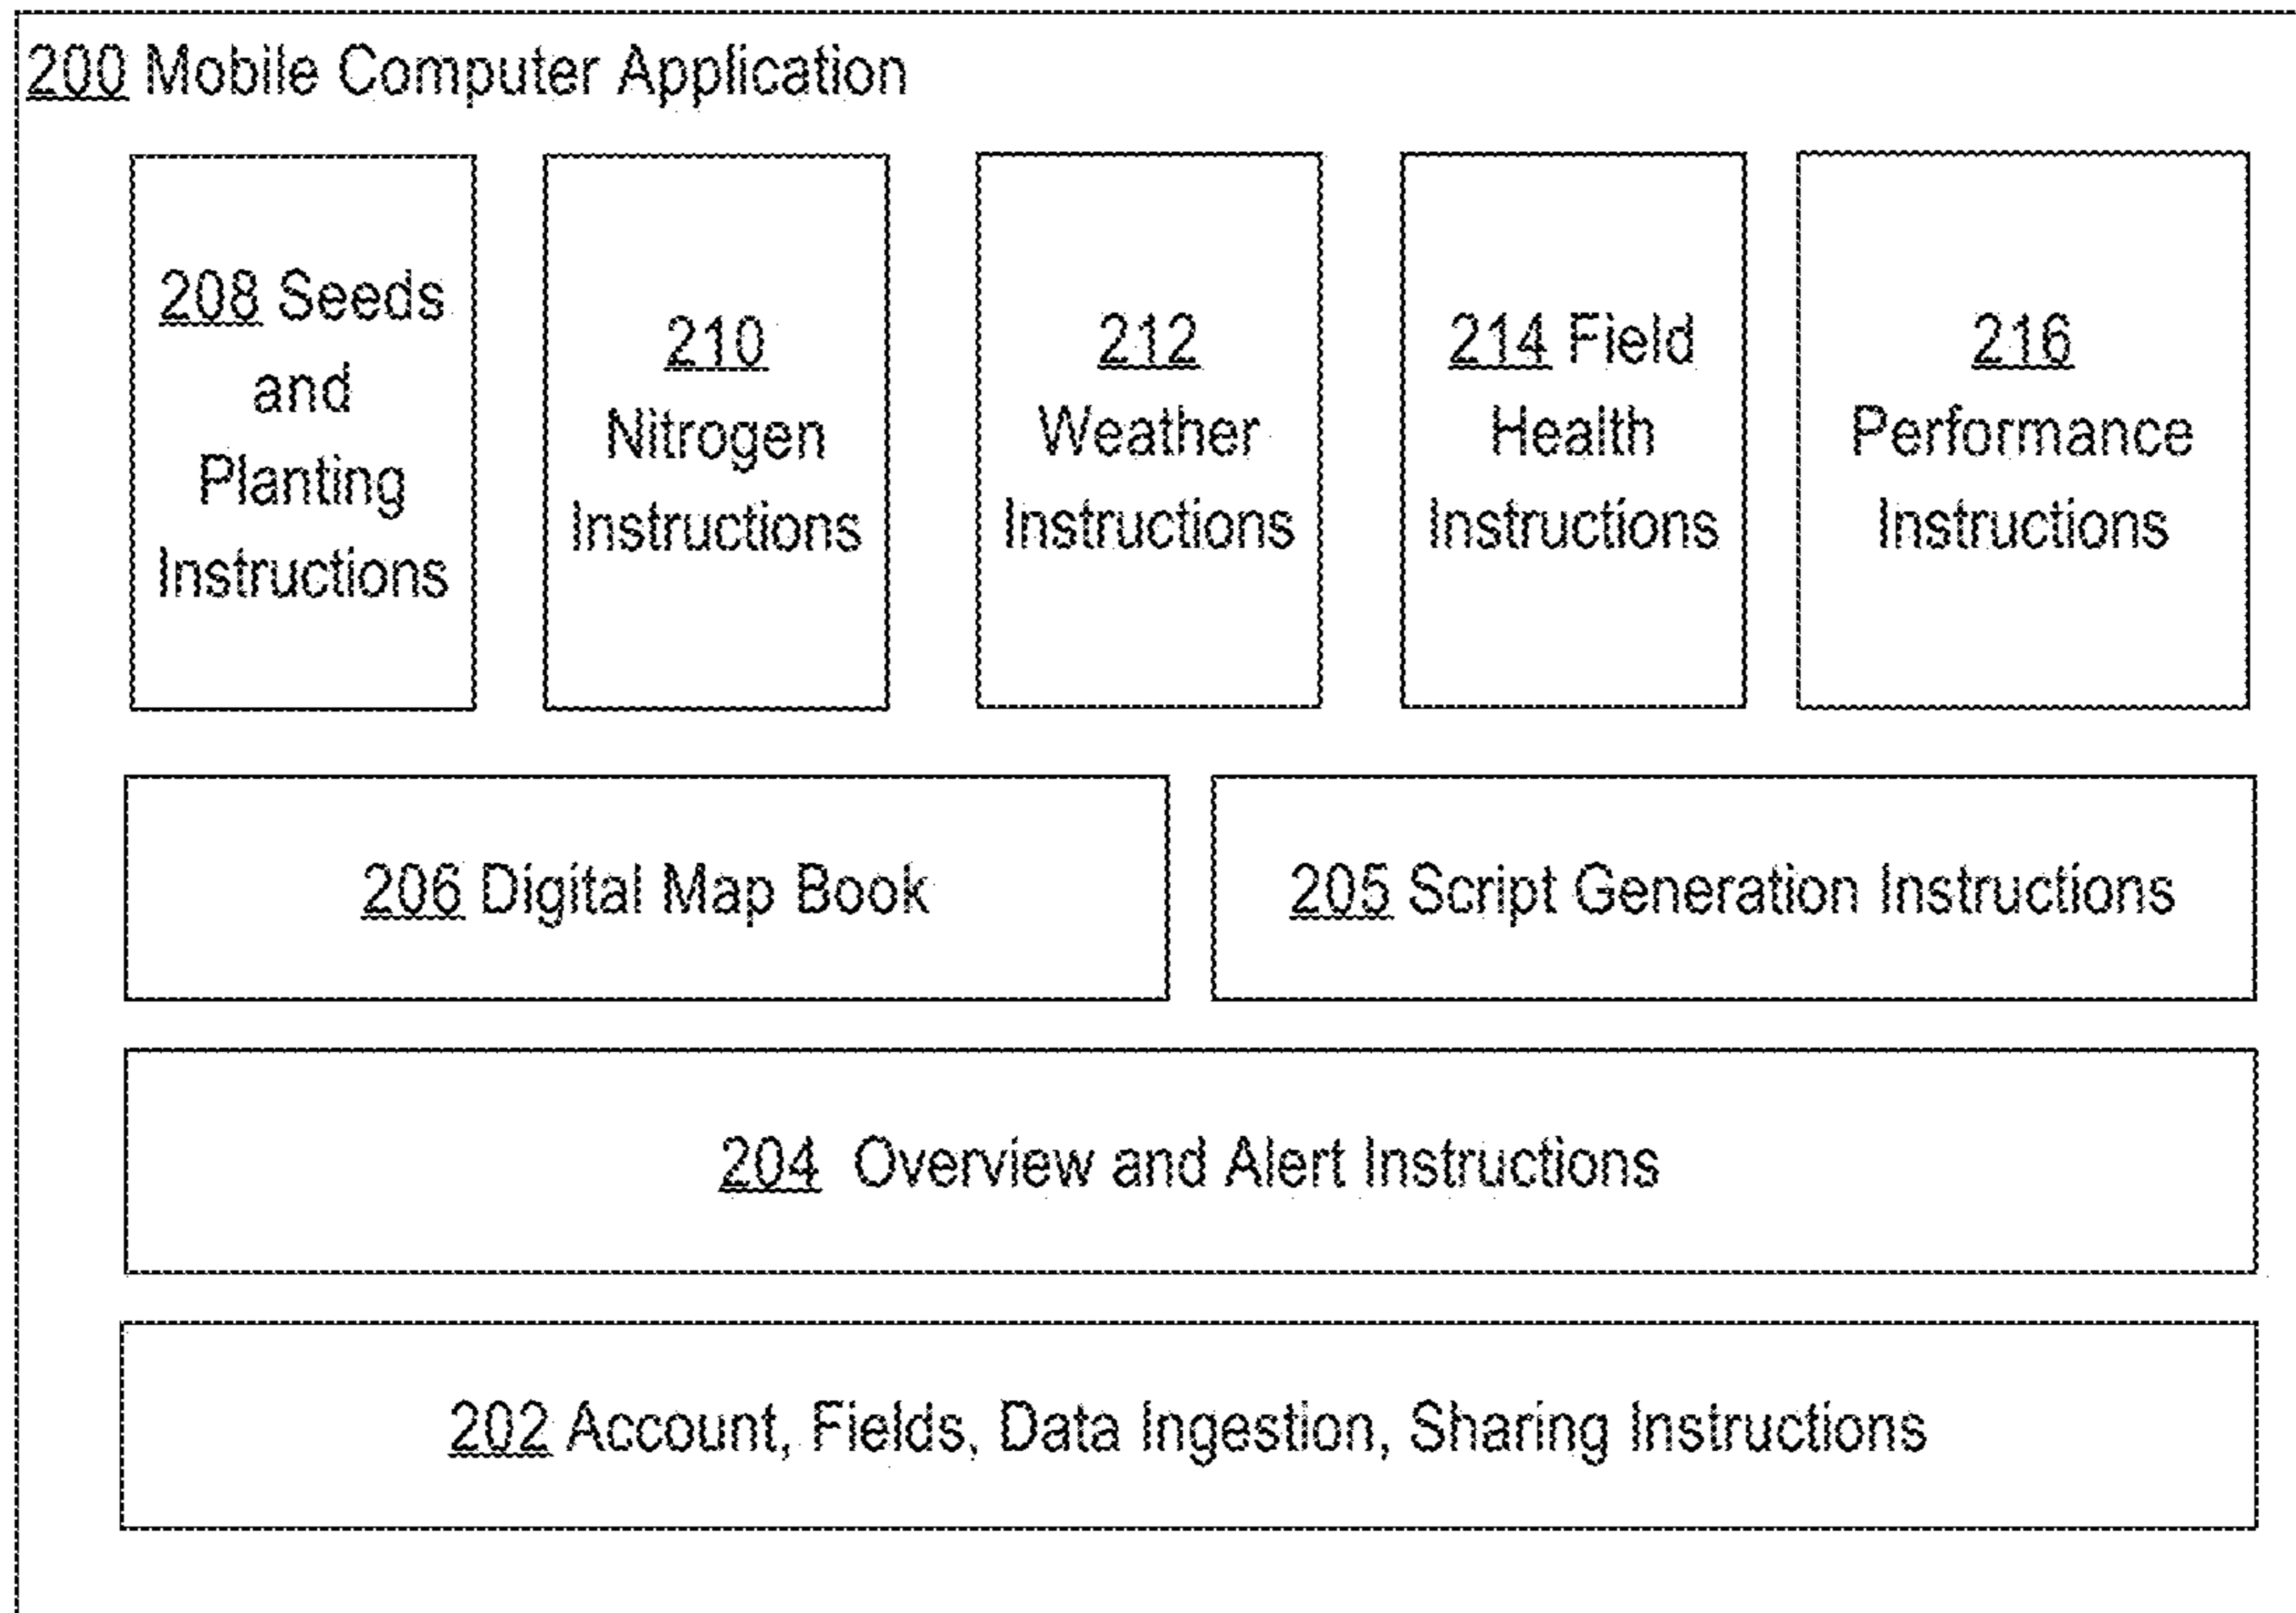 200 Mobile Computer Application
208 Seeds
and
Planting
Instructions
210
Nitrogen
Instructions
212
Weather
Instructions
214 Field
Health
Instructions
216
Performance
Instructions
206 Digital Map Book
205 Script Generation Instructions
204 Overview and Alert Instructions
202 Account, Fields, Data Ingestion, Sharing Instructions